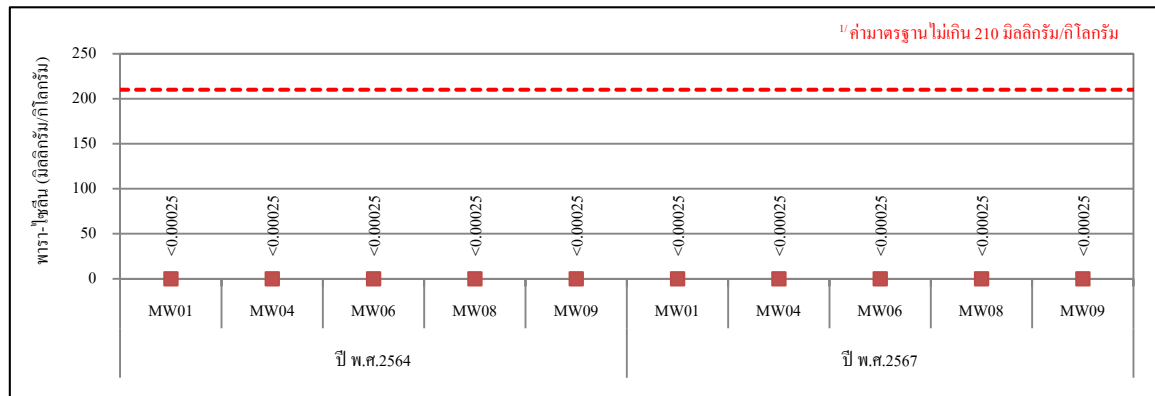 ¹/ ค่ามาตรฐานไม่เกิน 210 มิลลิกรัม/กิโลกรัม
พารา-ไซลีน (มิลลิกรัม/กิโลกรัม)
250
200
150
100
50
0
<0.00025 <0.00025 <0.00025 <0.00025 <0.00025 <0.00025 <0.00025 <0.00025 <0.00025 <0.00025
MW01 MW04 MW06 MW08 MW09 MW01 MW04 MW06 MW08 MW09
ปี พ.ศ.2564 ปี พ.ศ.2567